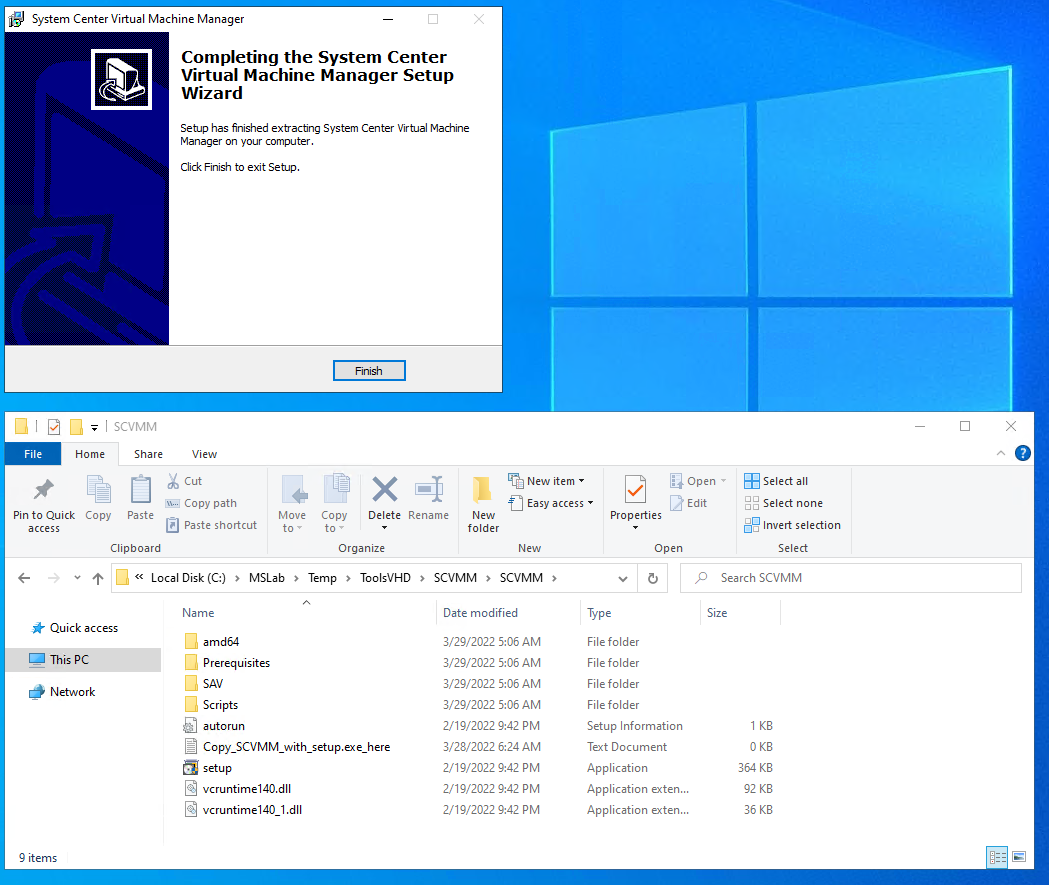 System Center Virtual Machine Manager
Completing the System Center
Virtual Machine Manager Setup
Wizard
Setup has finished extracting System Center Virtual Machine
Manager on your computer.
Click Finish to exit Setup.
Finish
SCVMM
File Home Share View
Pin to Quick
access
Copy
Paste
Cut
Copy path
Paste shortcut
Clipboard
Move
to
Copy
to
Delete
Rename
Organize
New
folder
New item
Easy access
New
Properties
Open
Edit
Open
Select all
Select none
Invert selection
Select
« Local Disk (C:) > MSLab > Temp > ToolsVHD > SCVMM > SCVMM >
Search SCVMM
Quick access
This PC
Network
Name Date modified Type Size
amd64 3/29/2022 5:06 AM File folder
Prerequisites 3/29/2022 5:06 AM File folder
SAV 3/29/2022 5:06 AM File folder
Scripts 3/29/2022 5:06 AM File folder
autorun 2/19/2022 9:42 PM Setup Information 1 KB
Copy_SCVMM_with_setup.exe_here 3/28/2022 6:24 AM Text Document 0 KB
setup 2/19/2022 9:42 PM Application 364 KB
vcruntime140.dll 2/19/2022 9:42 PM Application exten... 92 KB
vcruntime140_1.dll 2/19/2022 9:42 PM Application exten... 36 KB
9 items